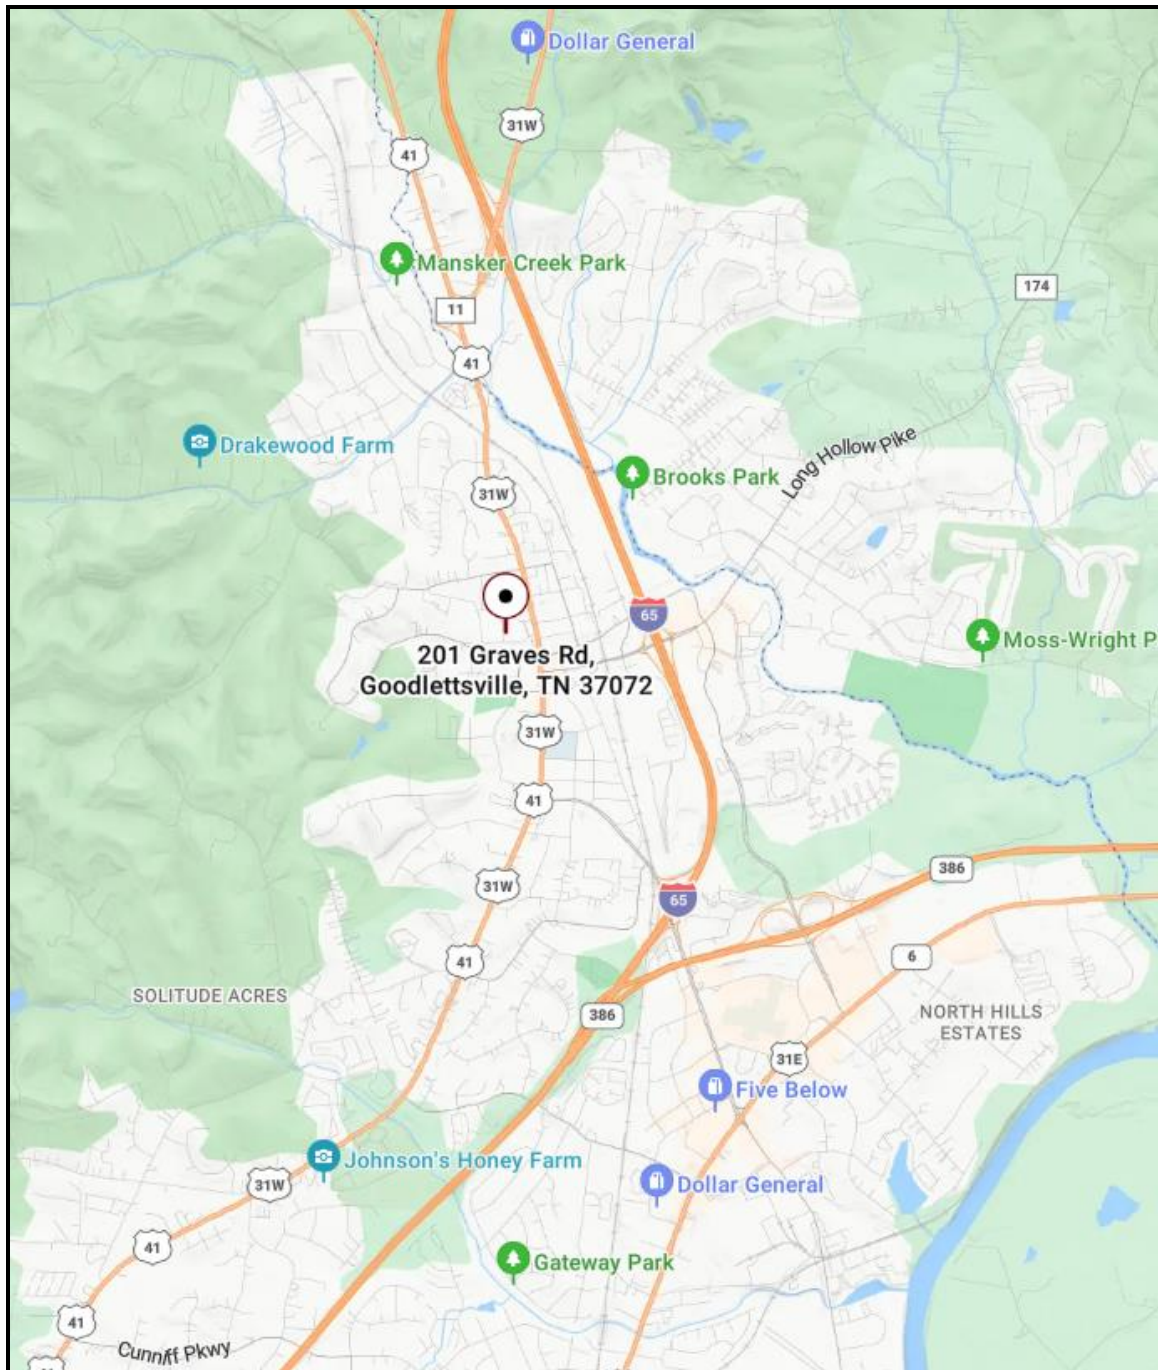 Dollar General
31W
41
Mansker Creek Park
174
11
41
Long Hollow Pike
Drakewood Farm
Brooks Park
31W
65
201 Graves Rd,
Goodlettsville, TN 37072
Moss-Wright P
31W
41
386
31W
65
41
6
SOLITUDE ACRES
386
NORTH HILLS
ESTATES
31E
Five Below
Johnson's Honey Farm
31W
Dollar General
41
Gateway Park
41
Cunniff Pkwy